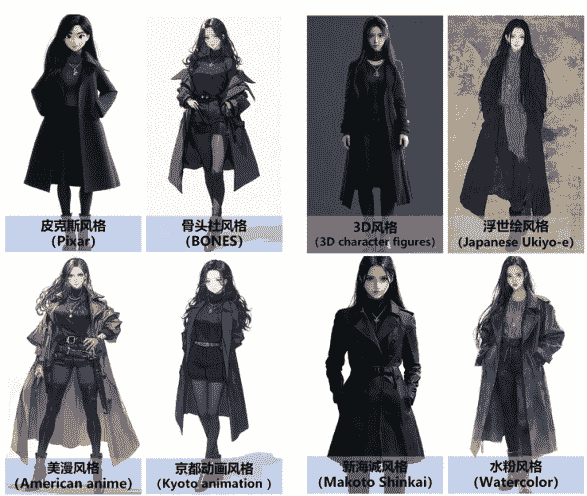 皮克斯风格
（Pixar）
骨头社风格
（BONES）
3D风格
（3D character figures）
浮世绘风格
（Japanese Ukiyo-e）
美漫风格
（American anime）
京都动画风格
（Kyoto animation ）
新海诚风格
（Makoto Shinkai）
水粉风格
（Watercolor）